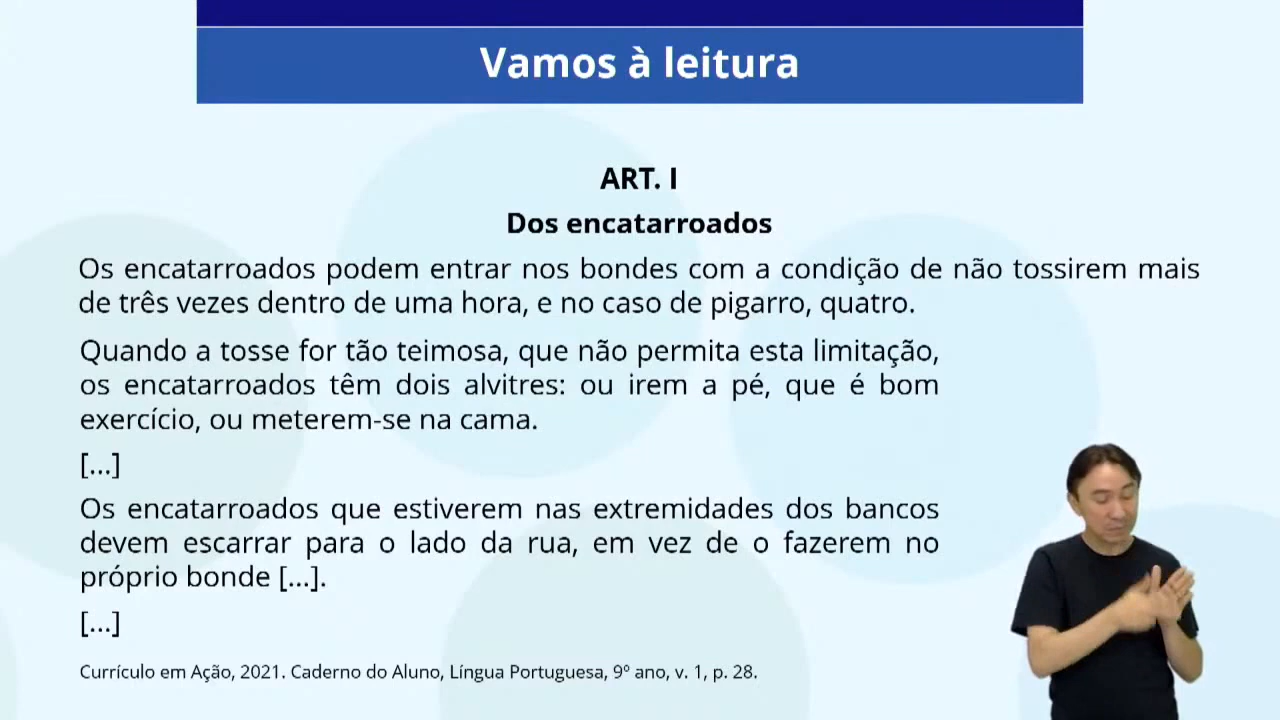 Vamos à leitura
ART. I
Dos encatarroados
Os encatarroados podem entrar nos bondes com a condição de não tossirem mais
de três vezes dentro de uma hora, e no caso de pigarro, quatro.
Quando a tosse for tão teimosa, que não permita esta limitação,
os encatarroados têm dois alvitres: ou irem a pé, que é bom
exercício, ou meterem-se na cama.
[...]
Os encatarroados que estiverem nas extremidades dos bancos
devem escarrar para o lado da rua, em vez de o fazerem no
próprio bonde [...].
[...]
Currículo em Ação, 2021. Caderno do Aluno, Língua Portuguesa, 9º ano, v. 1, p. 28.